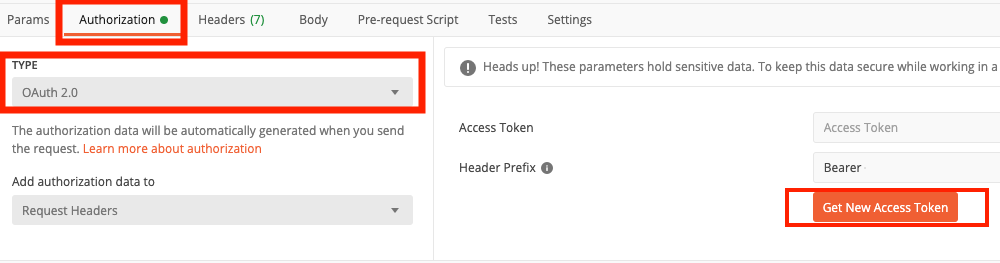 Params Authorization Headers (7) Body Pre-request Script Tests Settings
TYPE
OAuth 2.0
The authorization data will be automatically generated when you send
the request. Learn more about authorization
Add authorization data to
Request Headers
Heads up! These parameters hold sensitive data. To keep this data secure while working in a
Access Token Access Token
Header Prefix Bearer
Get New Access Token